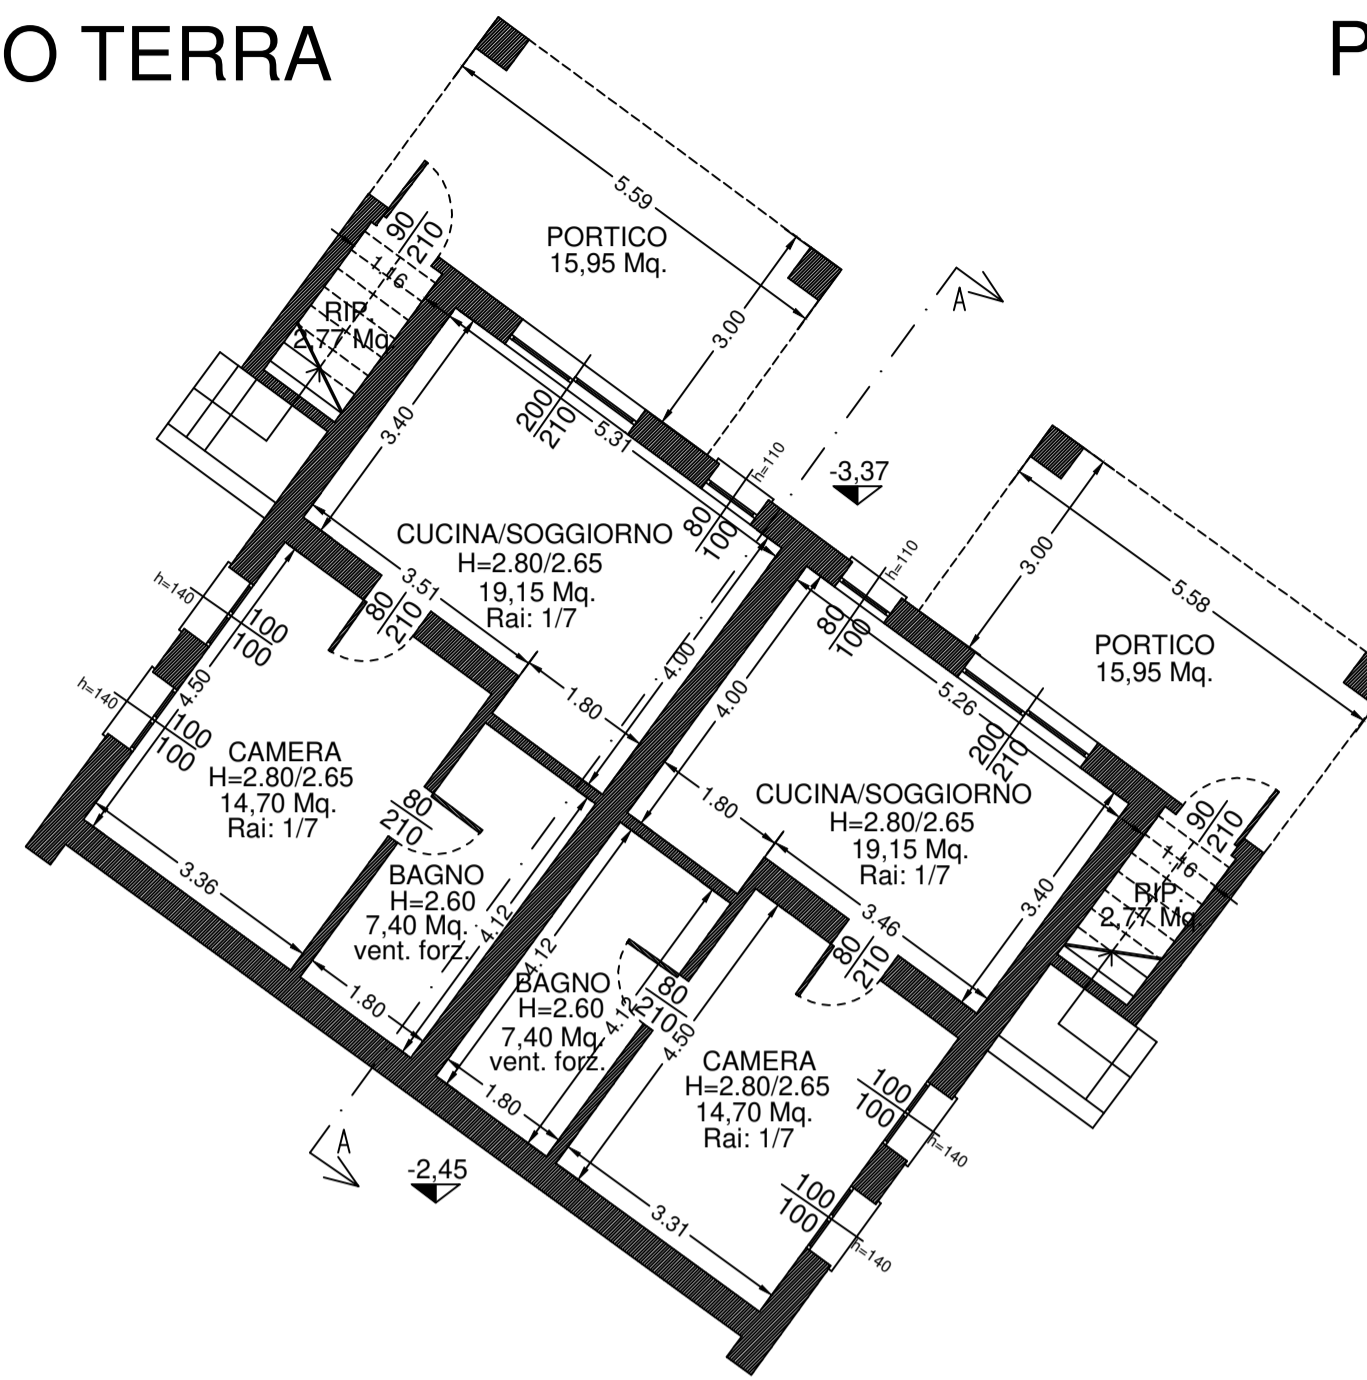 O TERRA
P
5.59
PORTICO
15,95 Mq.
3.00
90
210
1.16
RIP.
2,77 Mq.
A
3.40
200
210
5.31
h=110
80
100
-3,37
CUCINA/SOGGIORNO
H=2.80/2.65
19,15 Mq.
Rai: 1/7
3.51
80
210
1.80
4.00
h=140
100
100
h=140
100
100
4.50
CAMERA
H=2.80/2.65
14,70 Mq.
Rai: 1/7
3.36
80
210
BAGNO
H=2.60
7,40 Mq.
vent. forz.
4.12
1.80
h=110
80
100
3.00
5.58
PORTICO
15,95 Mq.
5.26
200
210
4.00
1.80
CUCINA/SOGGIORNO
H=2.80/2.65
19,15 Mq.
Rai: 1/7
3.46
3.40
90
210
1.16
RIP.
2,77 Mq.
80
210
4.12
BAGNO
H=2.60
7,40 Mq.
vent. forz.
4.12
80
210
4.50
1.80
CAMERA
H=2.80/2.65
14,70 Mq.
Rai: 1/7
100
100
h=140
100
100
h=140
3.31
A
-2,45